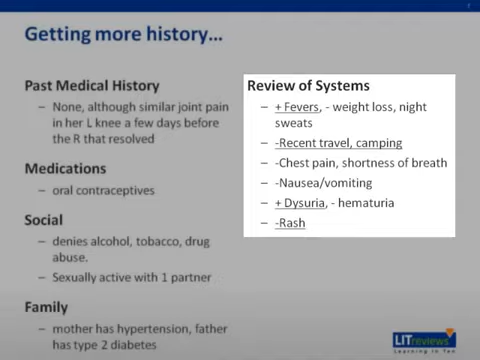 7
Getting more history…
Past Medical History
– None, although similar joint pain
in her L knee a few days before
the R that resolved
Medications
– oral contraceptives
Social
– denies alcohol, tobacco, drug
abuse.
– Sexually active with 1 partner
Family
– mother has hypertension, father
has type 2 diabetes
Review of Systems
– + Fevers, - weight loss, night
sweats
– -Recent travel, camping
– -Chest pain, shortness of breath
– -Nausea/vomiting
– + Dysuria, - hematuria
– -Rash
LITreviews
Learning in Ten